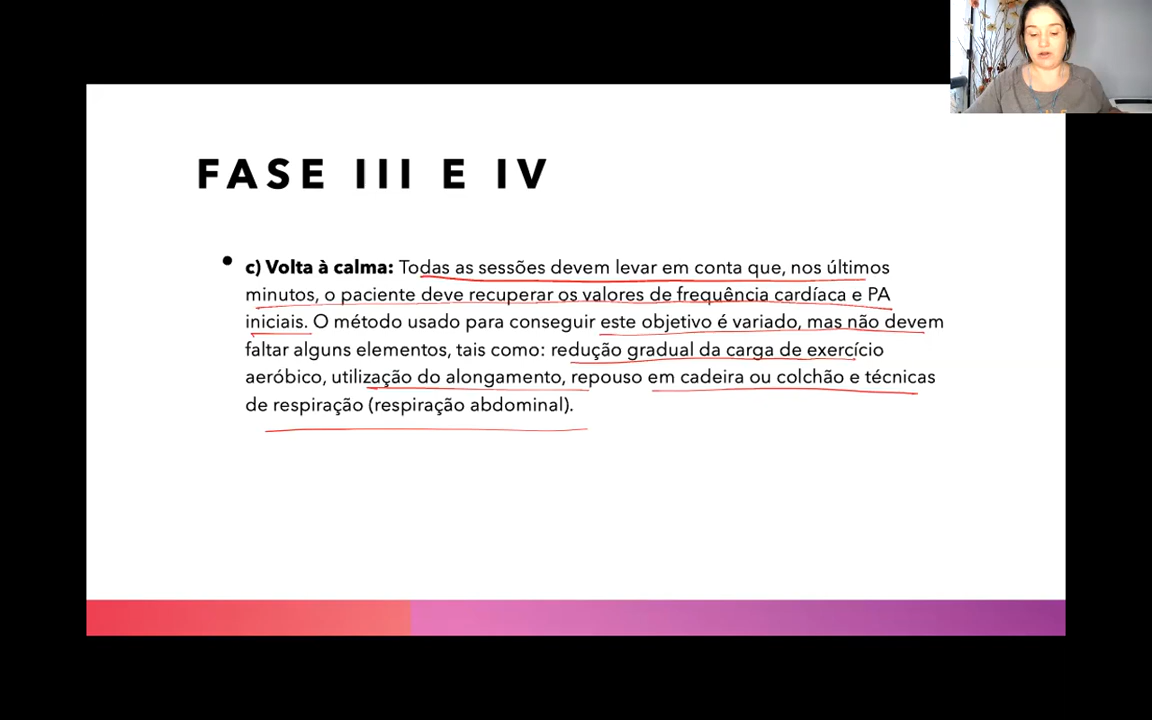 FASE III E IV
• c) Volta à calma: Todas as sessões devem levar em conta que, nos últimos
minutos, o paciente deve recuperar os valores de frequência cardíaca e PA
iniciais. O método usado para conseguir este objetivo é variado, mas não devem
faltar alguns elementos, tais como: redução gradual da carga de exercício
aeróbico, utilização do alongamento, repouso em cadeira ou colchão e técnicas
de respiração (respiração abdominal).